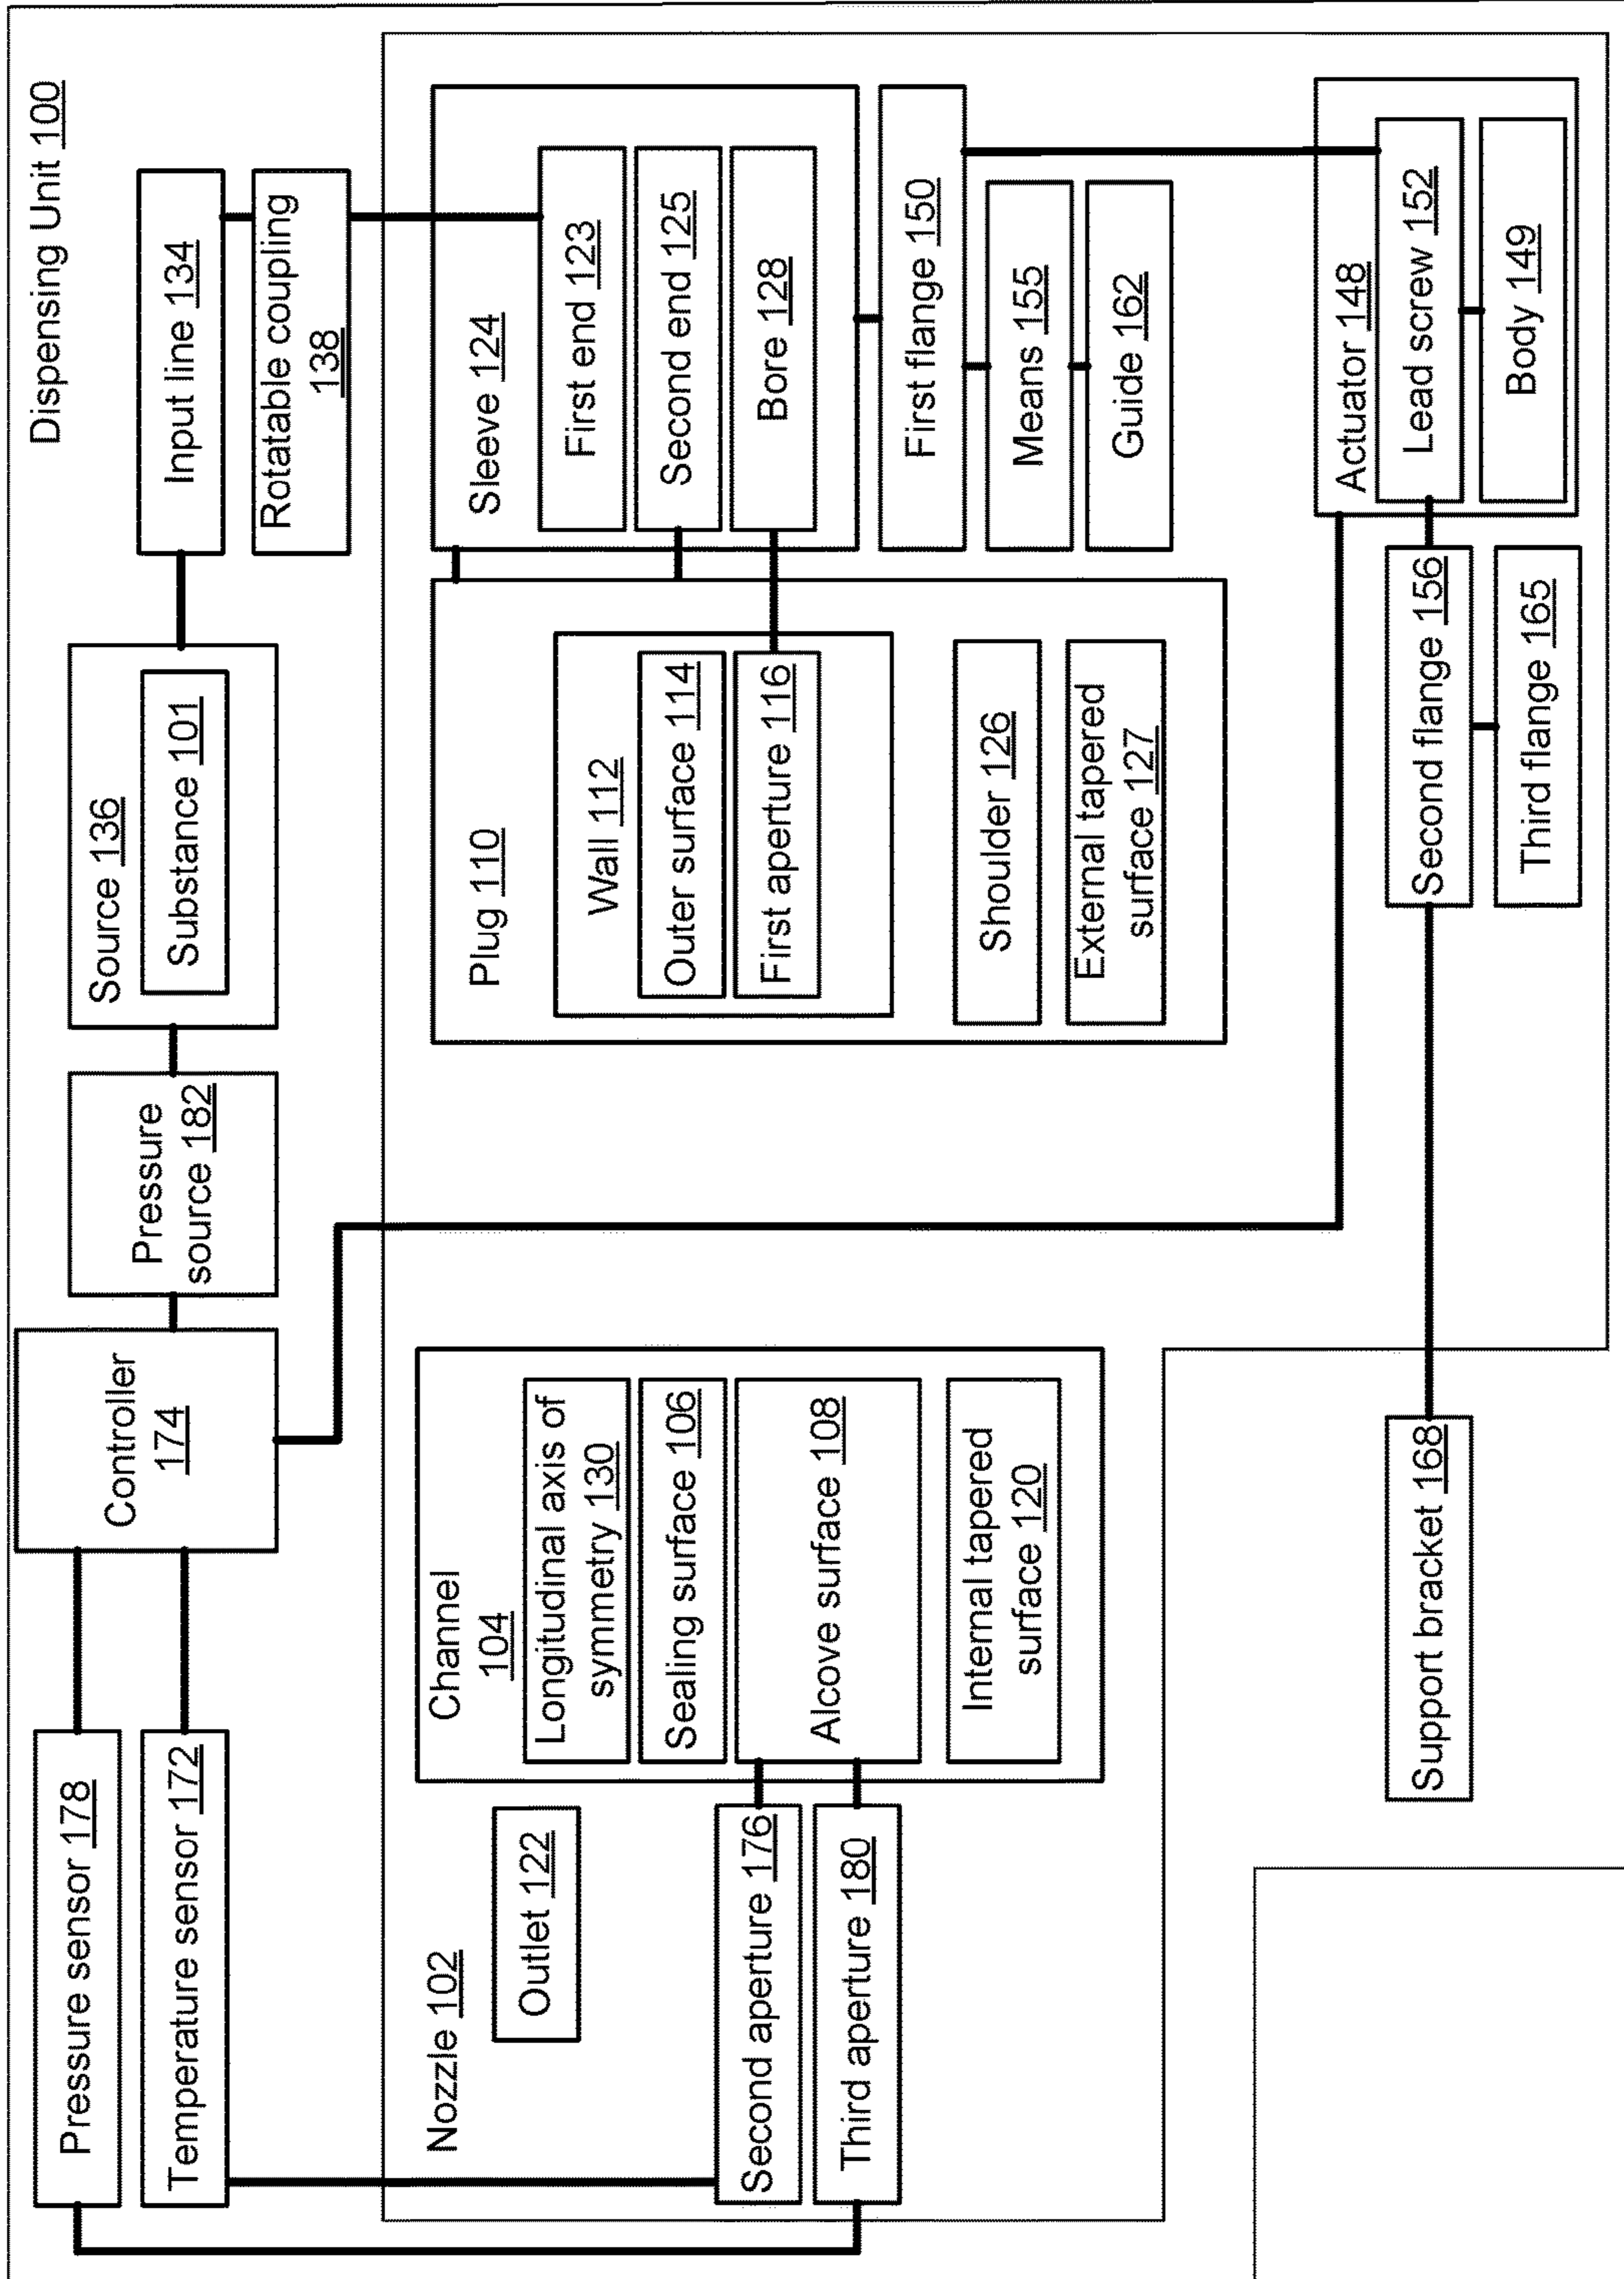 Dispensing Unit 100
Pressure sensor 178
Temperature sensor 172
Controller
174
Pressure
source 182
Source 136
Substance 101
Input line 134
Rotatable coupling
138
Nozzle 102
Outlet 122
Second aperture 176
Third aperture 180
Channel
104
Longitudinal axis of
symmetry 130
Sealing surface 106
Alcove surface 108
Internal tapered
surface 120
Plug 110
Wall 112
Outer surface 114
First aperture 116
Shoulder 126
External tapered
surface 127
Sleeve 124
First end 123
Second end 125
Bore 128
First flange 150
Means 155
Guide 162
Support bracket 168
Second flange 156
Third flange 165
Actuator 148
Lead screw 152
Body 149